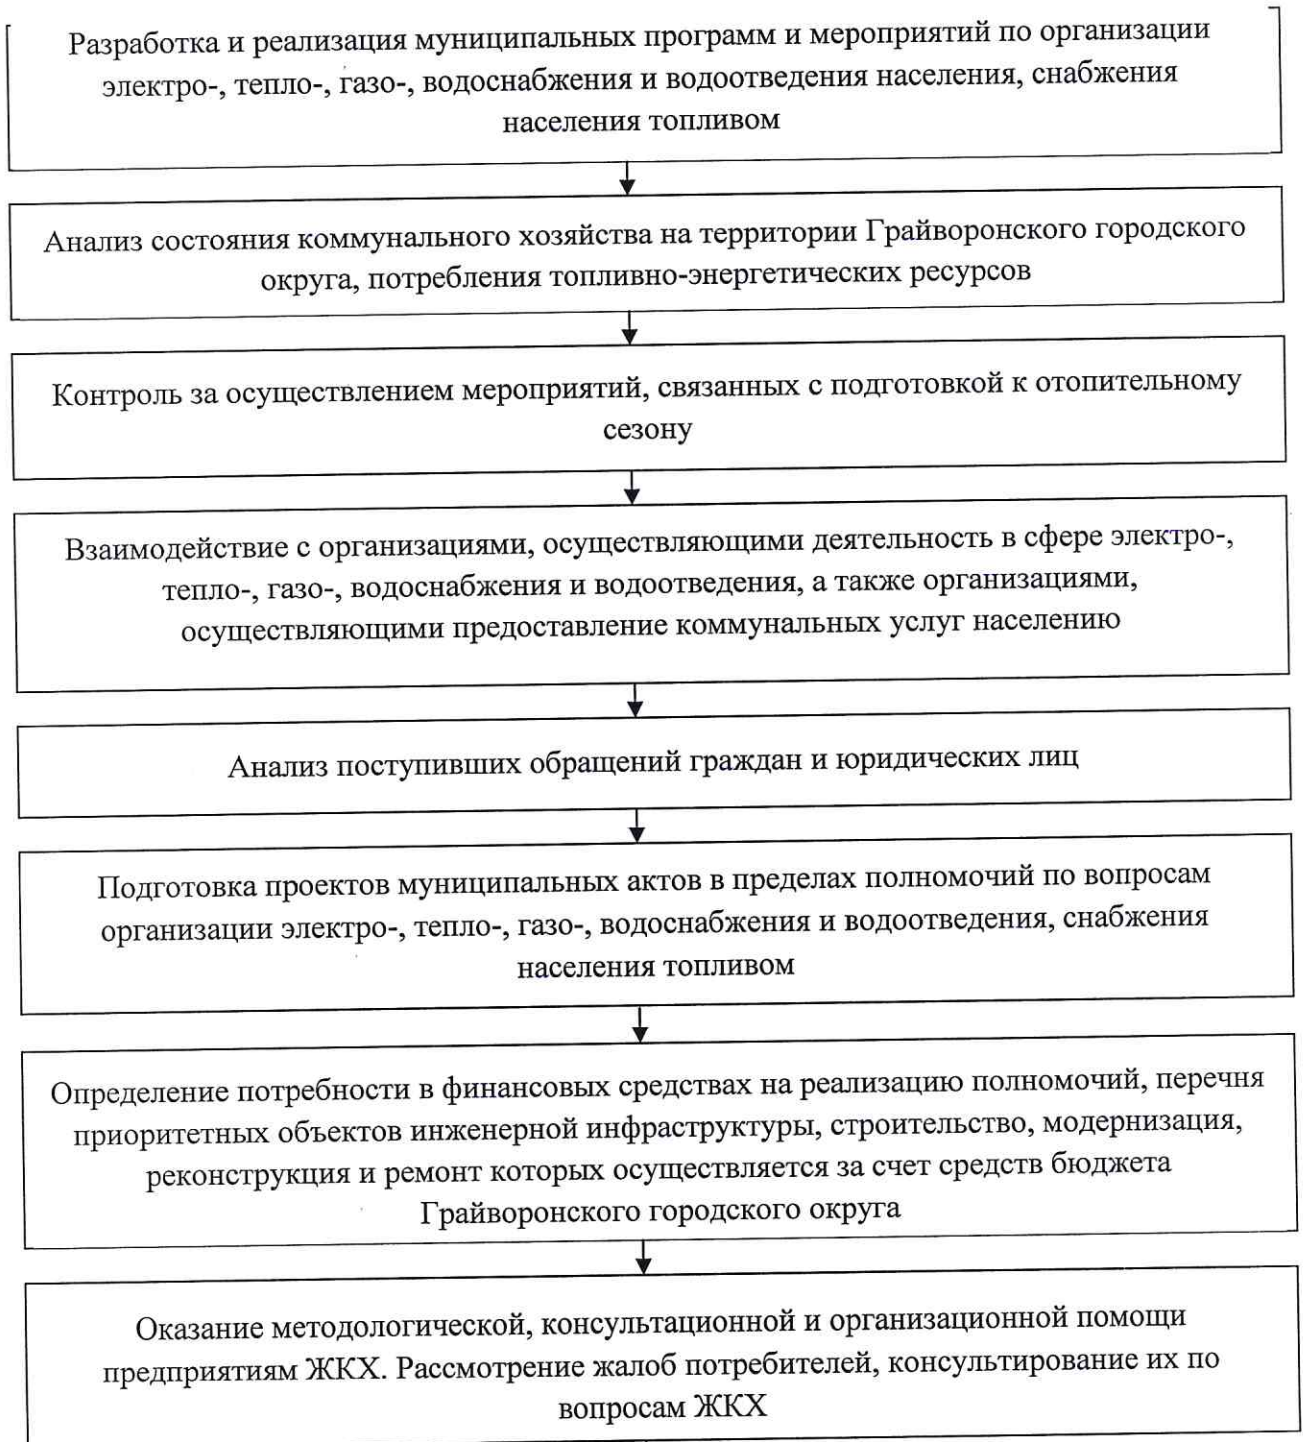 Разработка и реализация муниципальных программ и мероприятий по организации
электро-, тепло-, газо-, водоснабжения и водоотведения населения, снабжения
населения топливом
Анализ состояния коммунального хозяйства на территории Грайворонского городского
округа, потребления топливно-энергетических ресурсов
Контроль за осуществлением мероприятий, связанных с подготовкой к отопительному
сезону
Взаимодействие с организациями, осуществляющими деятельность в сфере электро-,
тепло-, газо-, водоснабжения и водоотведения, а также организациями,
осуществляющими предоставление коммунальных услуг населению
Анализ поступивших обращений граждан и юридических лиц
Подготовка проектов муниципальных актов в пределах полномочий по вопросам
организации электро-, тепло-, газо-, водоснабжения и водоотведения, снабжения
населения топливом
Определение потребности в финансовых средствах на реализацию полномочий, перечня
приоритетных объектов инженерной инфраструктуры, строительство, модернизация,
реконструкция и ремонт которых осуществляется за счет средств бюджета
Грайворонского городского округа
Оказание методологической, консультационной и организационной помощи
предприятиям ЖКХ. Рассмотрение жалоб потребителей, консультирование их по
вопросам ЖКХ